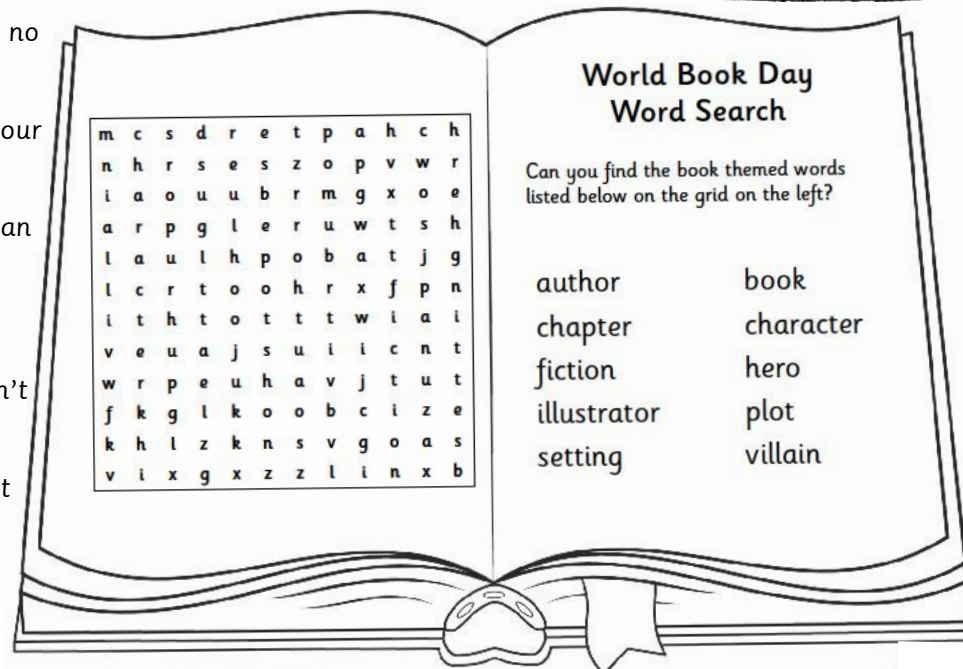 no
our
an
n't
t
m c s d r e t p a h c h
n h r s e s z o p v w r
i a o u u b r m g x o e
a r p g l e r u w t s h
l a u l h p o b a t j g
l c r t o o h r x f p n
i t h t o t t t w i a i
v e u a j s u i i c n t
w r p e u h a v j t u t
f k g l k o o b c i z e
k h l z k n s v g o a s
v i x g x z z l i n x b
World Book Day
Word Search
Can you find the book themed words
listed below on the grid on the left?
author book
chapter character
fiction hero
illustrator plot
setting villain